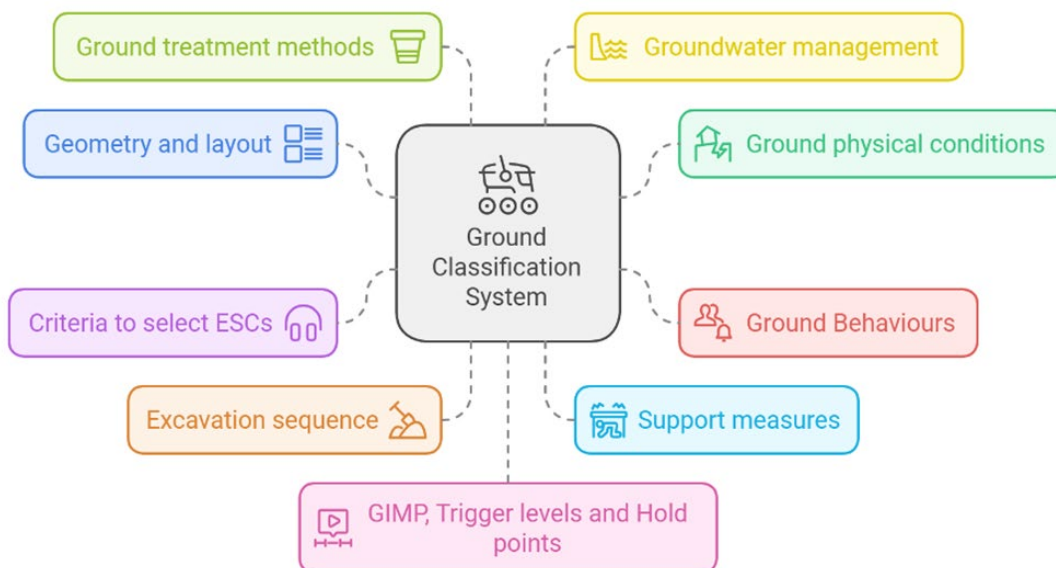 Ground treatment methods
Groundwater management
Geometry and layout
Ground physical conditions
Ground
Classification
System
Criteria to select ESCs
Ground Behaviours
Excavation sequence
Support measures
GIMP, Trigger levels and Hold
points